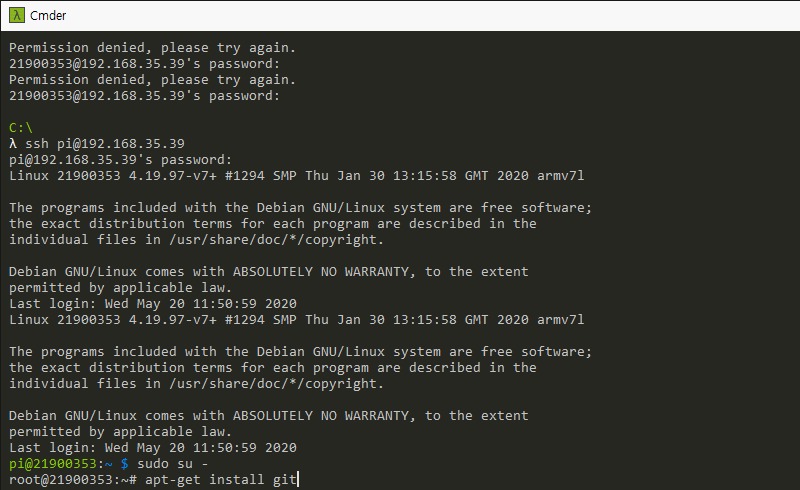 λ Cmder
Permission denied, please try again.
21900353@192.168.35.39's password:
Permission denied, please try again.
21900353@192.168.35.39's password:
C:\
λ ssh pi@192.168.35.39
pi@192.168.35.39's password:
Linux 21900353 4.19.97-v7+ #1294 SMP Thu Jan 30 13:15:58 GMT 2020 armv7l
The programs included with the Debian GNU/Linux system are free software;
the exact distribution terms for each program are described in the
individual files in /usr/share/doc/*/copyright.
Debian GNU/Linux comes with ABSOLUTELY NO WARRANTY, to the extent
permitted by applicable law.
Last login: Wed May 20 11:50:59 2020
Linux 21900353 4.19.97-v7+ #1294 SMP Thu Jan 30 13:15:58 GMT 2020 armv7l
The programs included with the Debian GNU/Linux system are free software;
the exact distribution terms for each program are described in the
individual files in /usr/share/doc/*/copyright.
Debian GNU/Linux comes with ABSOLUTELY NO WARRANTY, to the extent
permitted by applicable law.
Last login: Wed May 20 11:50:59 2020
pi@21900353:~ $ sudo su -
root@21900353:~# apt-get install git